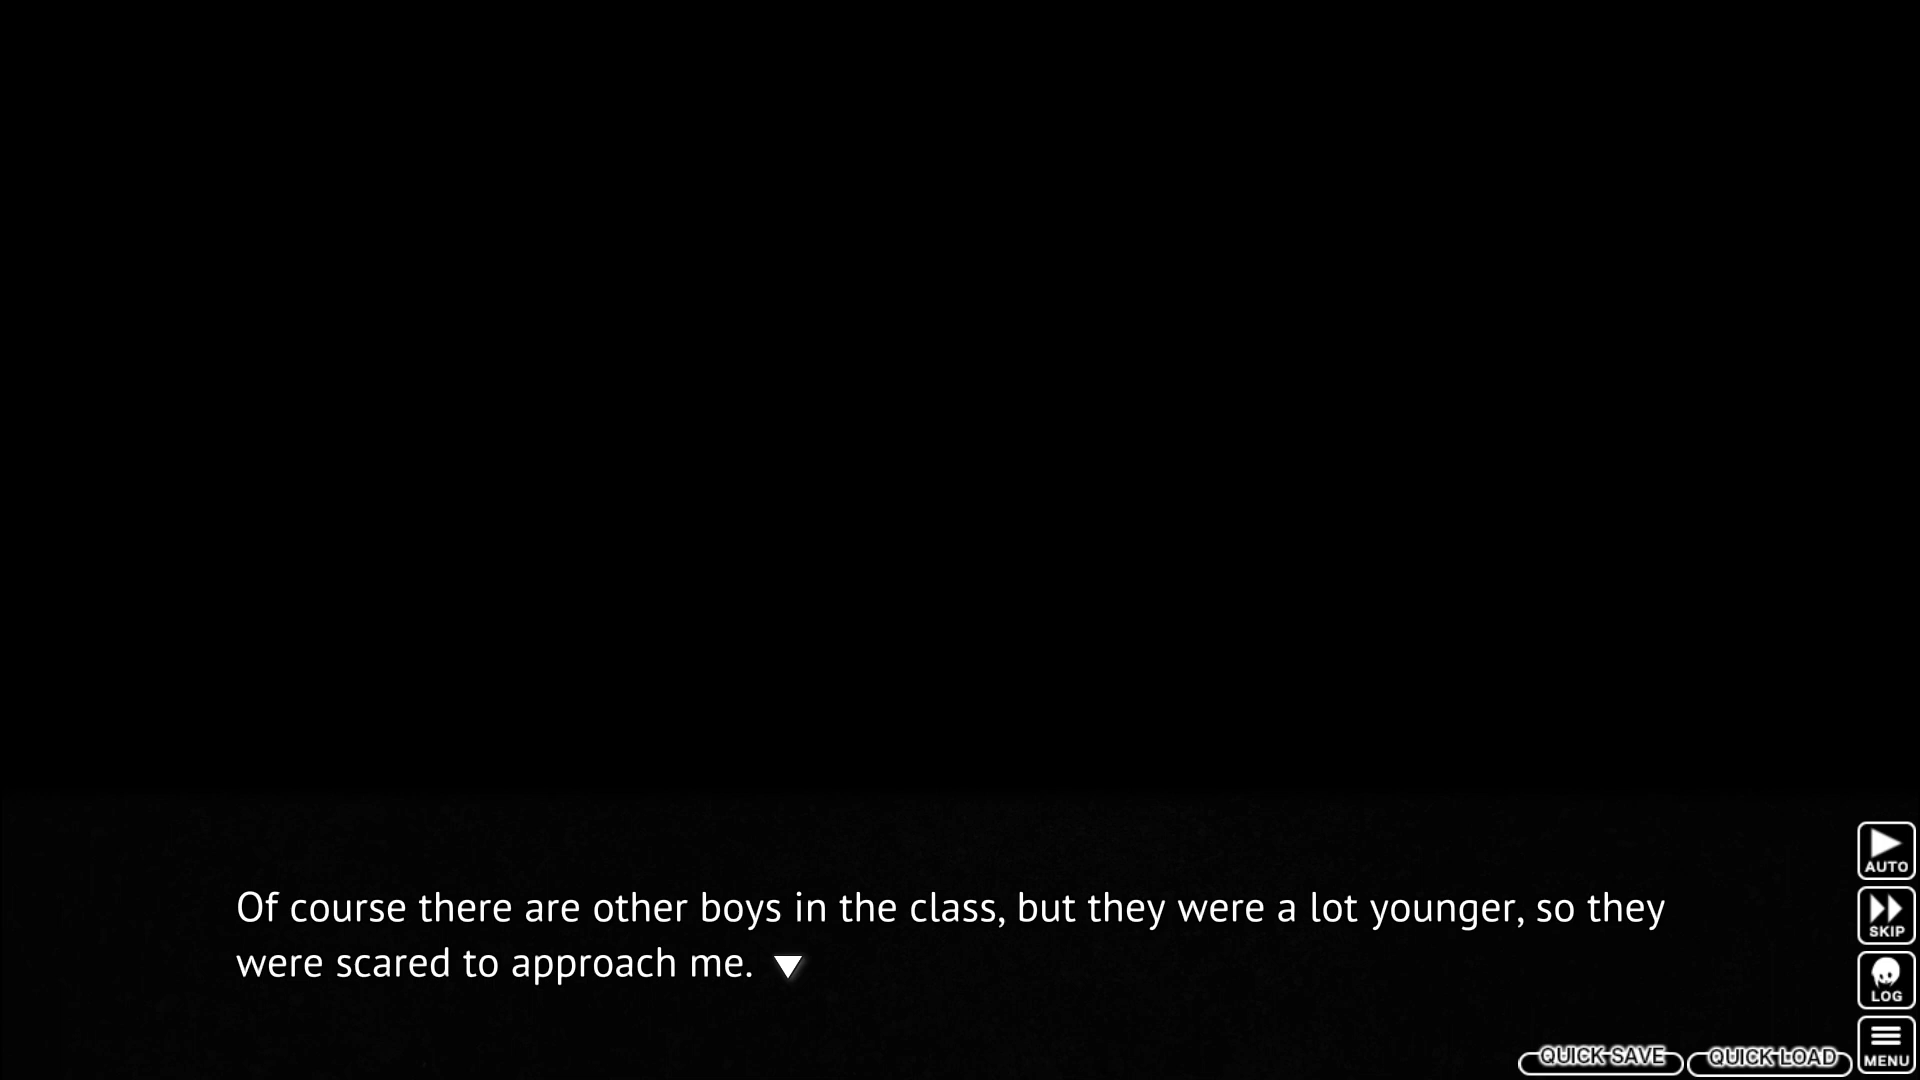 Of course there are other boys in the class, but they were a lot younger, so they
were scared to approach me.
AUTO
SKIP
LOG
MENU
QUICK SAVE
QUICK LOAD